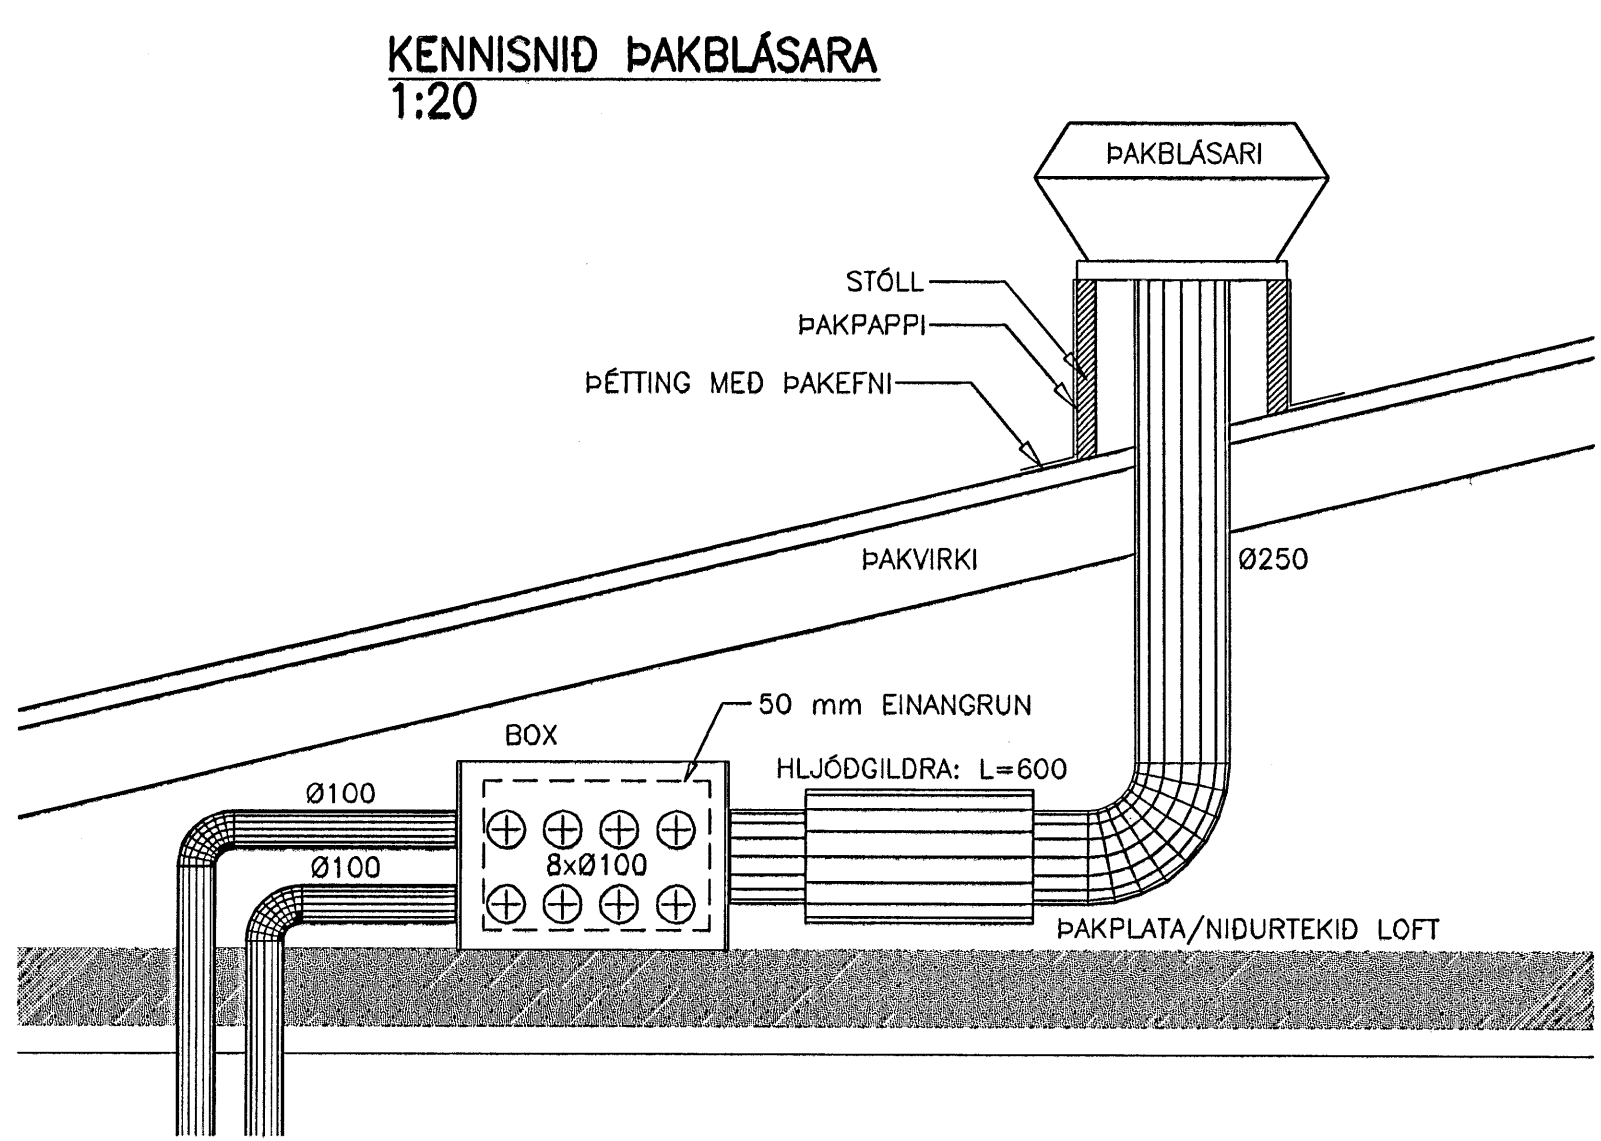 KENNISNIÐ ÞAKBLÁSARA
1:20
ÞAKBLÁSARI
STÓLL
ÞAKPAPPI
ÞÉTTING MEÐ ÞAKEFNI
ÞAKVIRKI
Ø250
50 mm EINANGRUN
BOX
HLJÓÐGILDRA: L=600
Ø100
Ø100
8xØ100
ÞAKPLATA/NIÐURTEKIÐ LOFT